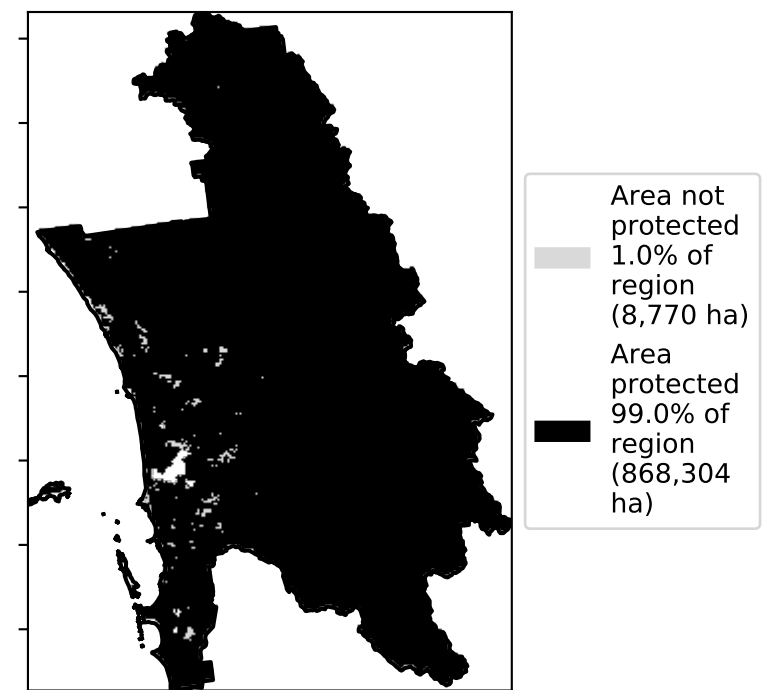 Area not
protected
1.0% of
region
(8,770 ha)
Area
protected
99.0% of
region
(868,304
ha)